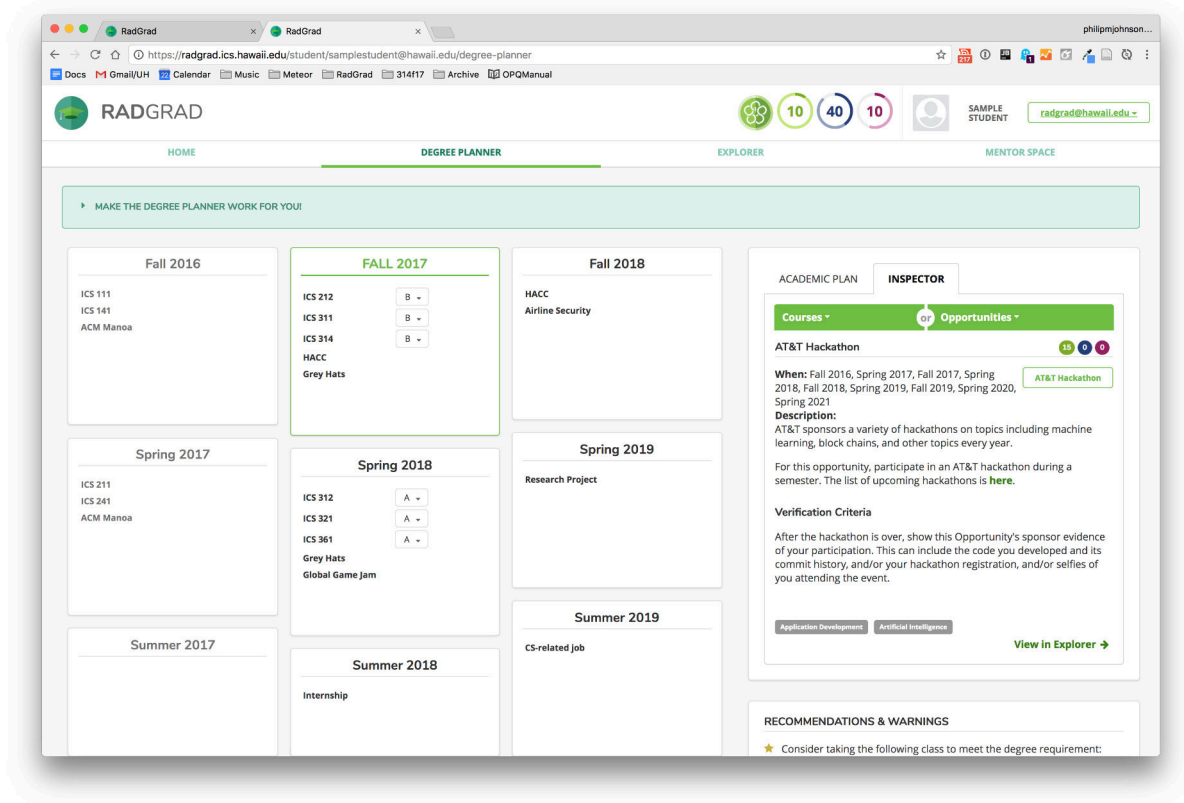 RadGrad
RadGrad
philipmjohnson...
https://radgrad.ics.hawaii.edu/student/samplestudent@hawaii.edu/degree-planner
217
1
Docs
Gmail/UH
22
Calendar
Music
Meteor
RadGrad
314f17
Archive
OPQManual
RADGRAD
10
40
10
SAMPLE
STUDENT
radgrad@hawaii.edu
HOME
DEGREE PLANNER
EXPLORER
MENTOR SPACE
MAKE THE DEGREE PLANNER WORK FOR YOU!
Fall 2016
ICS 111
ICS 141
ACM Manoa
Spring 2017
ICS 211
ICS 241
ACM Manoa
Summer 2017
FALL 2017
ICS 212 B
ICS 311 B
ICS 314 B
HACC
Grey Hats
Spring 2018
ICS 312 A
ICS 321 A
ICS 361 A
Grey Hats
Global Game Jam
Summer 2018
Internship
Fall 2018
HACC
Airline Security
Spring 2019
Research Project
Summer 2019
CS-related job
ACADEMIC PLAN
INSPECTOR
Courses
or
Opportunities
AT&T Hackathon
15
0
0
When: Fall 2016, Spring 2017, Fall 2017, Spring
2018, Fall 2018, Spring 2019, Fall 2019, Spring 2020,
Spring 2021
AT&T Hackathon
Description:
AT&T sponsors a variety of hackathons on topics including machine
learning, block chains, and other topics every year.
For this opportunity, participate in an AT&T hackathon during a
semester. The list of upcoming hackathons is here.
Verification Criteria
After the hackathon is over, show this Opportunity's sponsor evidence
of your participation. This can include the code you developed and its
commit history, and/or your hackathon registration, and/or selfies of
you attending the event.
Application Development
Artificial Intelligence
View in Explorer
RECOMMENDATIONS & WARNINGS
Consider taking the following class to meet the degree requirement: